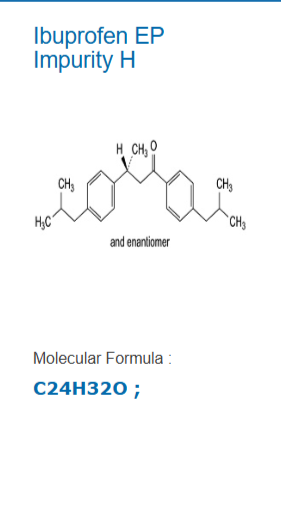 Ibuprofen EP
Impurity H
H CH3 O
CH3 CH3
H3C CH3
and enantiomer
Molecular Formula :
C24H32O ;